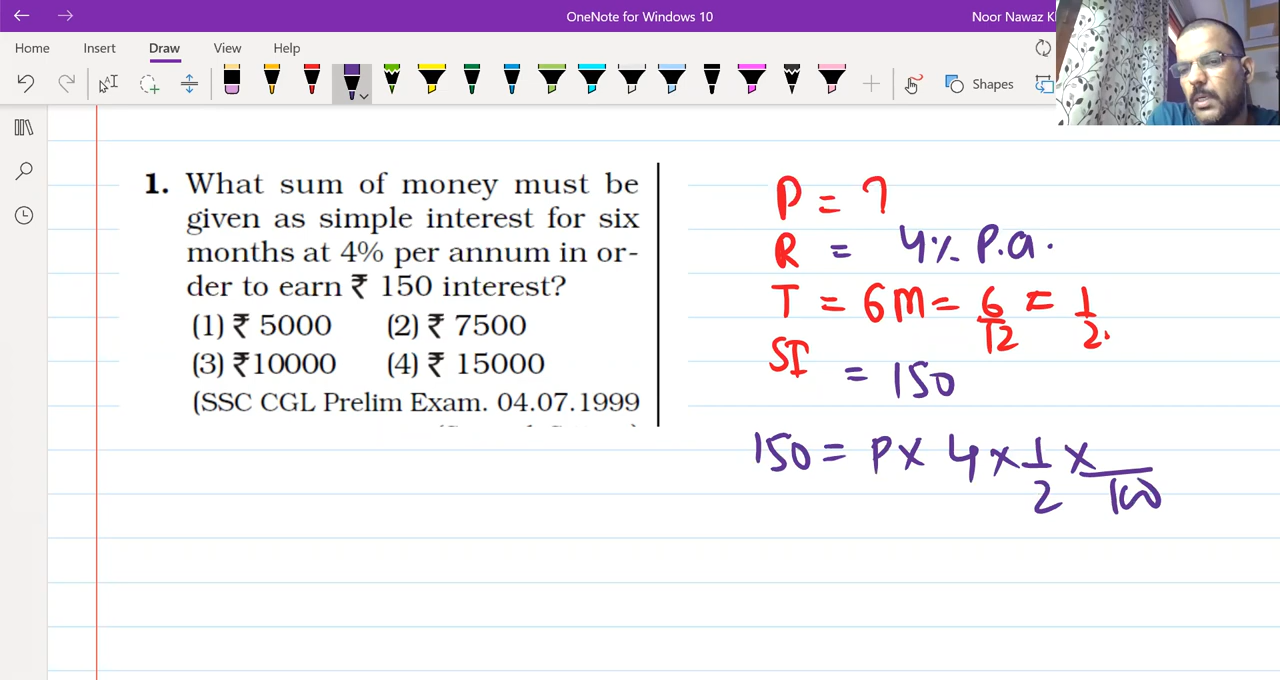 OneNote for Windows 10
Noor Nawaz
Home Insert Draw View Help
Shapes
1. What sum of money must be
given as simple interest for six
months at 4% per annum in or-
der to earn ₹ 150 interest?
(1) ₹ 5000 (2) ₹ 7500
(3) ₹10000 (4) ₹ 15000
(SSC CGL Prelim Exam. 04.07.1999
P = ?
R = 4% P.a.
T = 6M = 6/12 = 1/2.
SI = 150
150 = P x 4 x 1/2 x /100